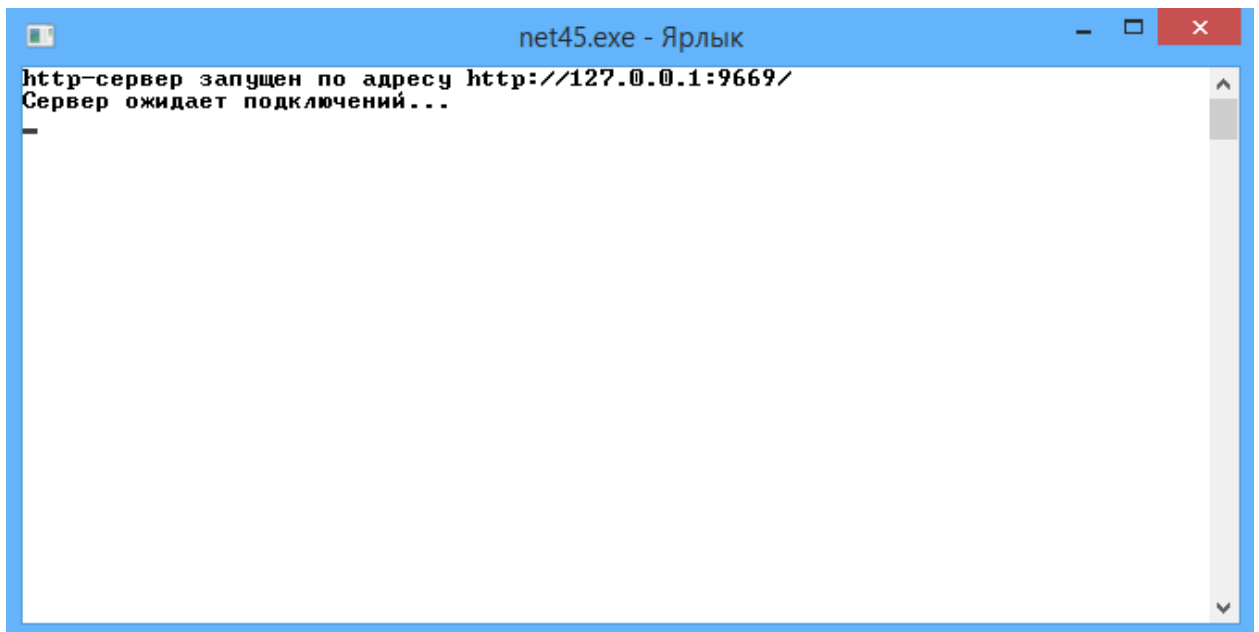 net45.exe - Ярлык
http-сервер запущен по адресу http://127.0.0.1:9669/
Сервер ожидает подключений...